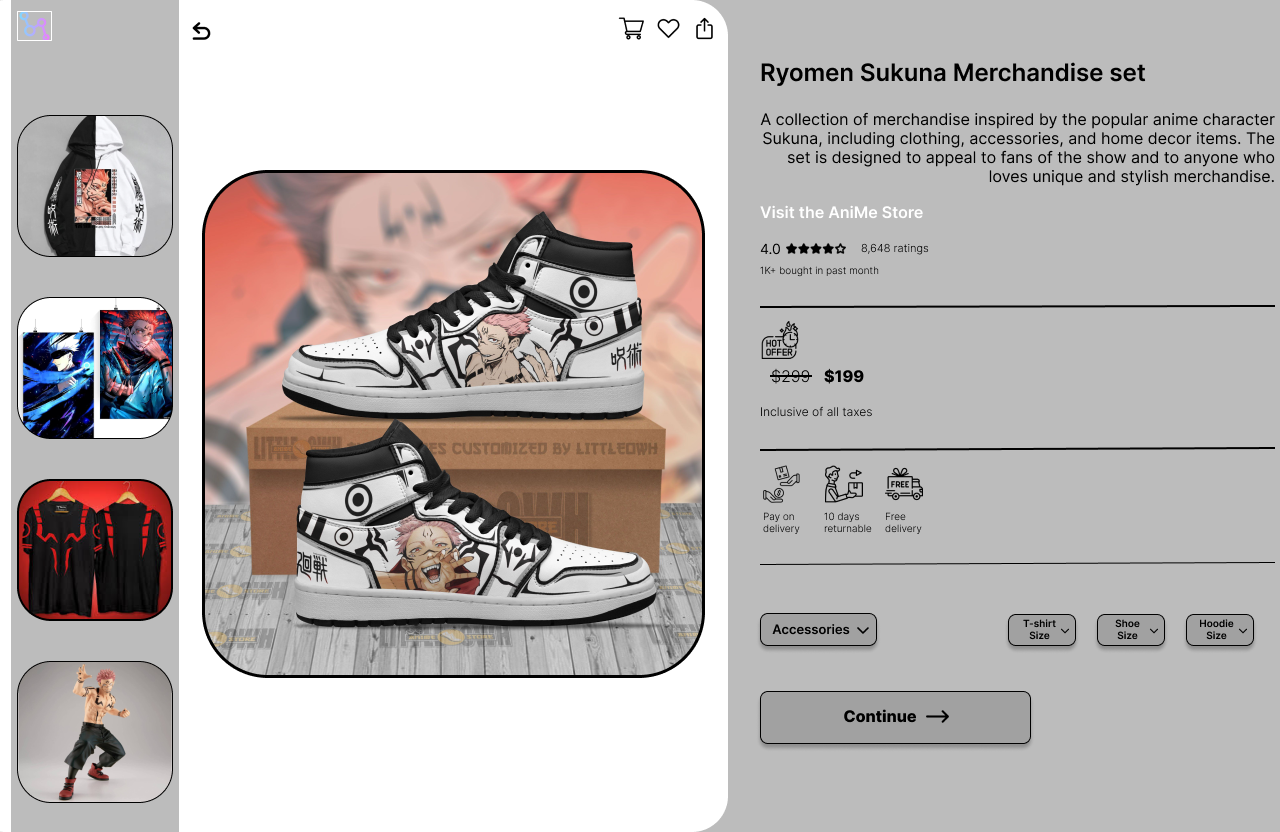 Ryomen Sukuna Merchandise set
A collection of merchandise inspired by the popular anime character
Sukuna, including clothing, accessories, and home decor items. The
set is designed to appeal to fans of the show and to anyone who
loves unique and stylish merchandise.
Visit the AniMe Store
4.0
8,648 ratings
1K+ bought in past month
HOT
OFFER
$299 $199
Inclusive of all taxes
FREE
Pay on
delivery
10 days
returnable
Free
delivery
Accessories
T-shirt
Size
Shoe
Size
Hoodie
Size
Continue
呪術
CUSTOMIZED BY LITTLEOWH
廻戦